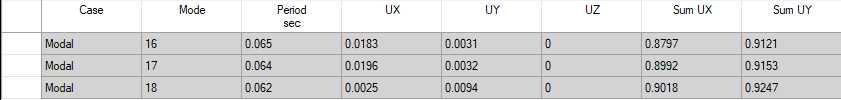 Case Mode Period sec UX UY UZ Sum UX Sum UY
Modal 16 0.065 0.0183 0.0031 0 0.8797 0.9121
Modal 17 0.064 0.0196 0.0032 0 0.8992 0.9153
Modal 18 0.062 0.0025 0.0094 0 0.9018 0.9247